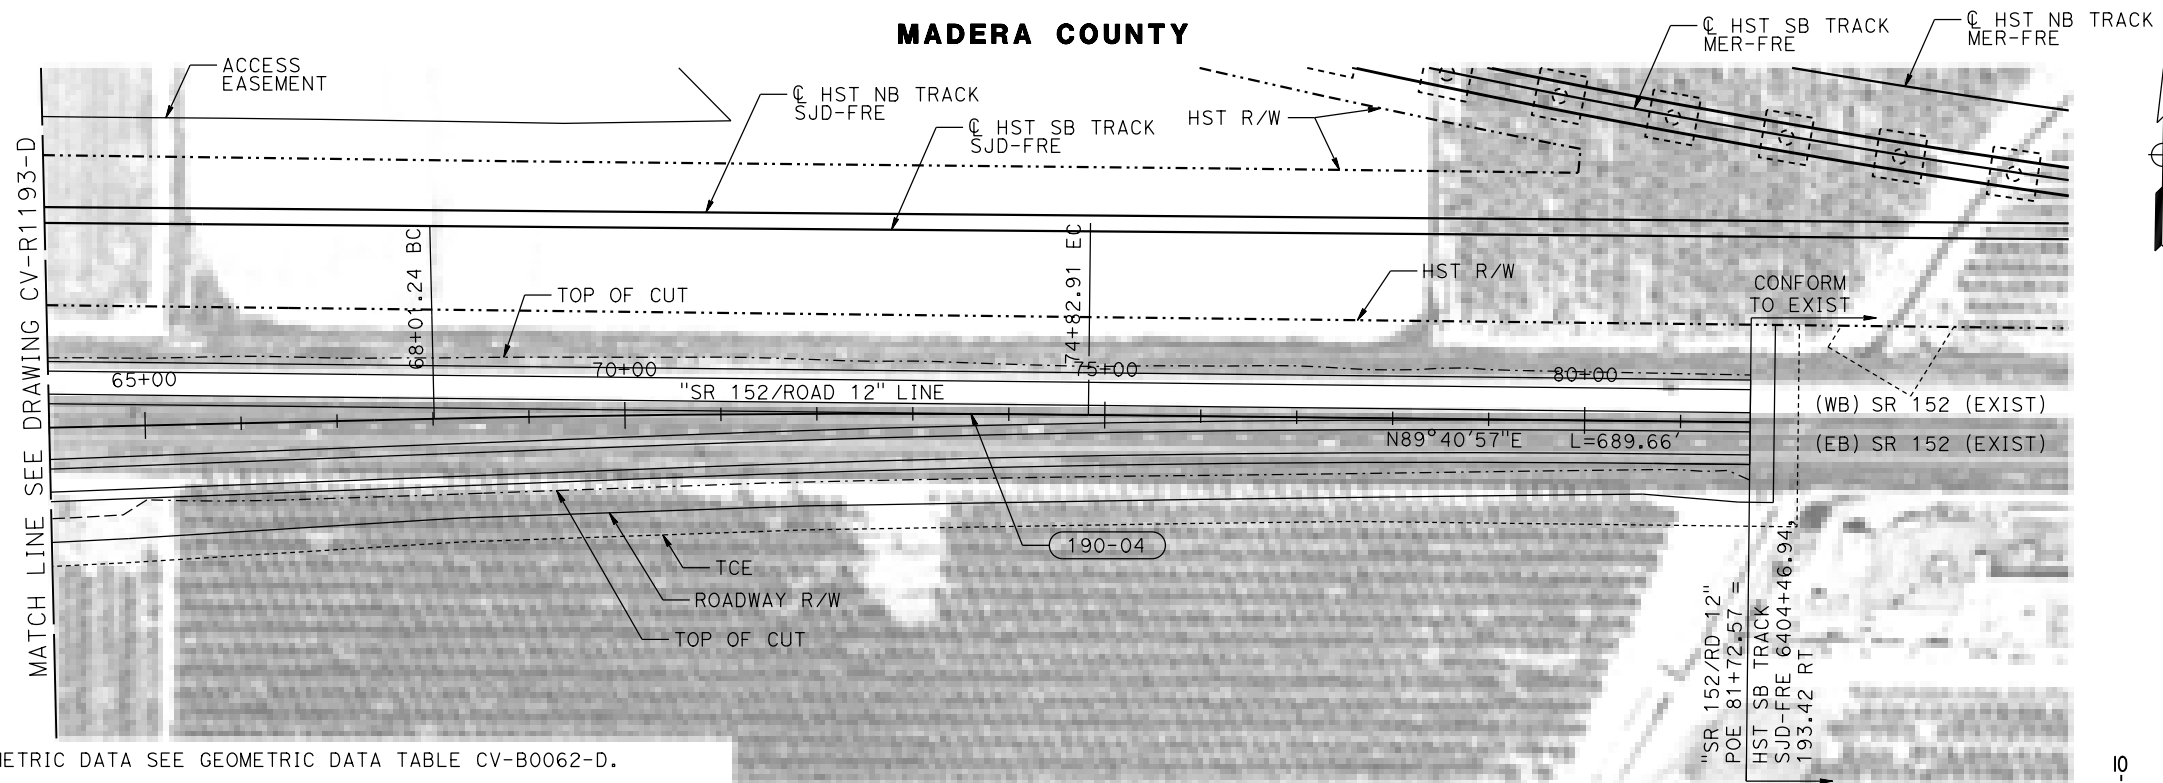 MADERA COUNTY
℄ HST SB TRACK
MER-FRE
℄ HST NB TRACK
MER-FRE
ACCESS
EASEMENT
℄ HST NB TRACK
SJD-FRE
℄ HST SB TRACK
SJD-FRE
HST R/W
MATCH LINE SEE DRAWING CV-R1193-D
68+01.24 BC
74+82.91 EC
HST R/W
TOP OF CUT
CONFORM
TO EXIST
65+00
70+00
75+00
80+00
"SR 152/ROAD 12" LINE
(WB) SR 152 (EXIST)
N89°40'57"E L=689.66'
(EB) SR 152 (EXIST)
190-04
TCE
ROADWAY R/W
TOP OF CUT
"SR 152/RD 12"
POE 81+72.57 =
HST SB TRACK
SJD-FRE 6404+46.94,
193.42 RT
METRIC DATA SEE GEOMETRIC DATA TABLE CV-B0062-D.
10